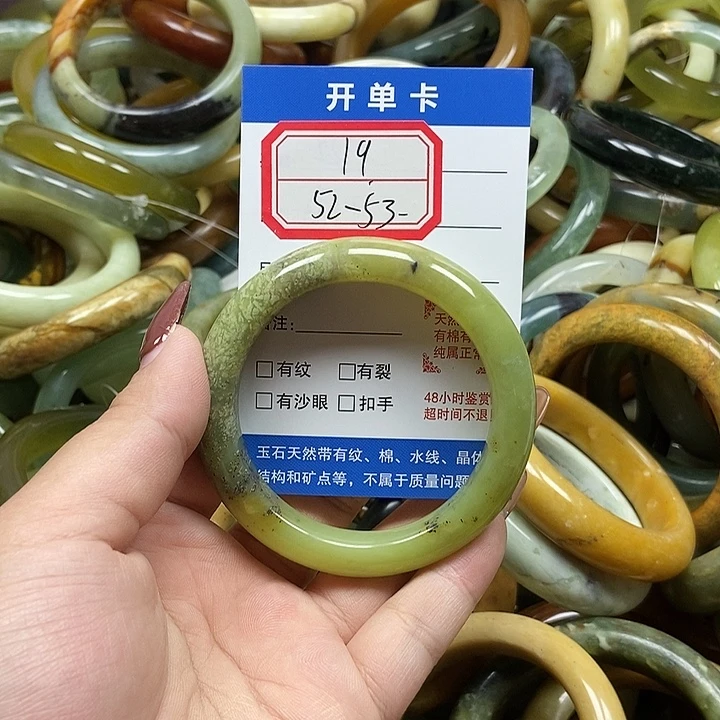 开单卡
19
52-53-
注：
□有纹 □有裂
□有沙眼 □扣手
天然
有棉有
纯属正常
48小时鉴赏
超时间不退
玉石天然带有纹、棉、水线、晶体
结构和矿点等，不属于质量问题